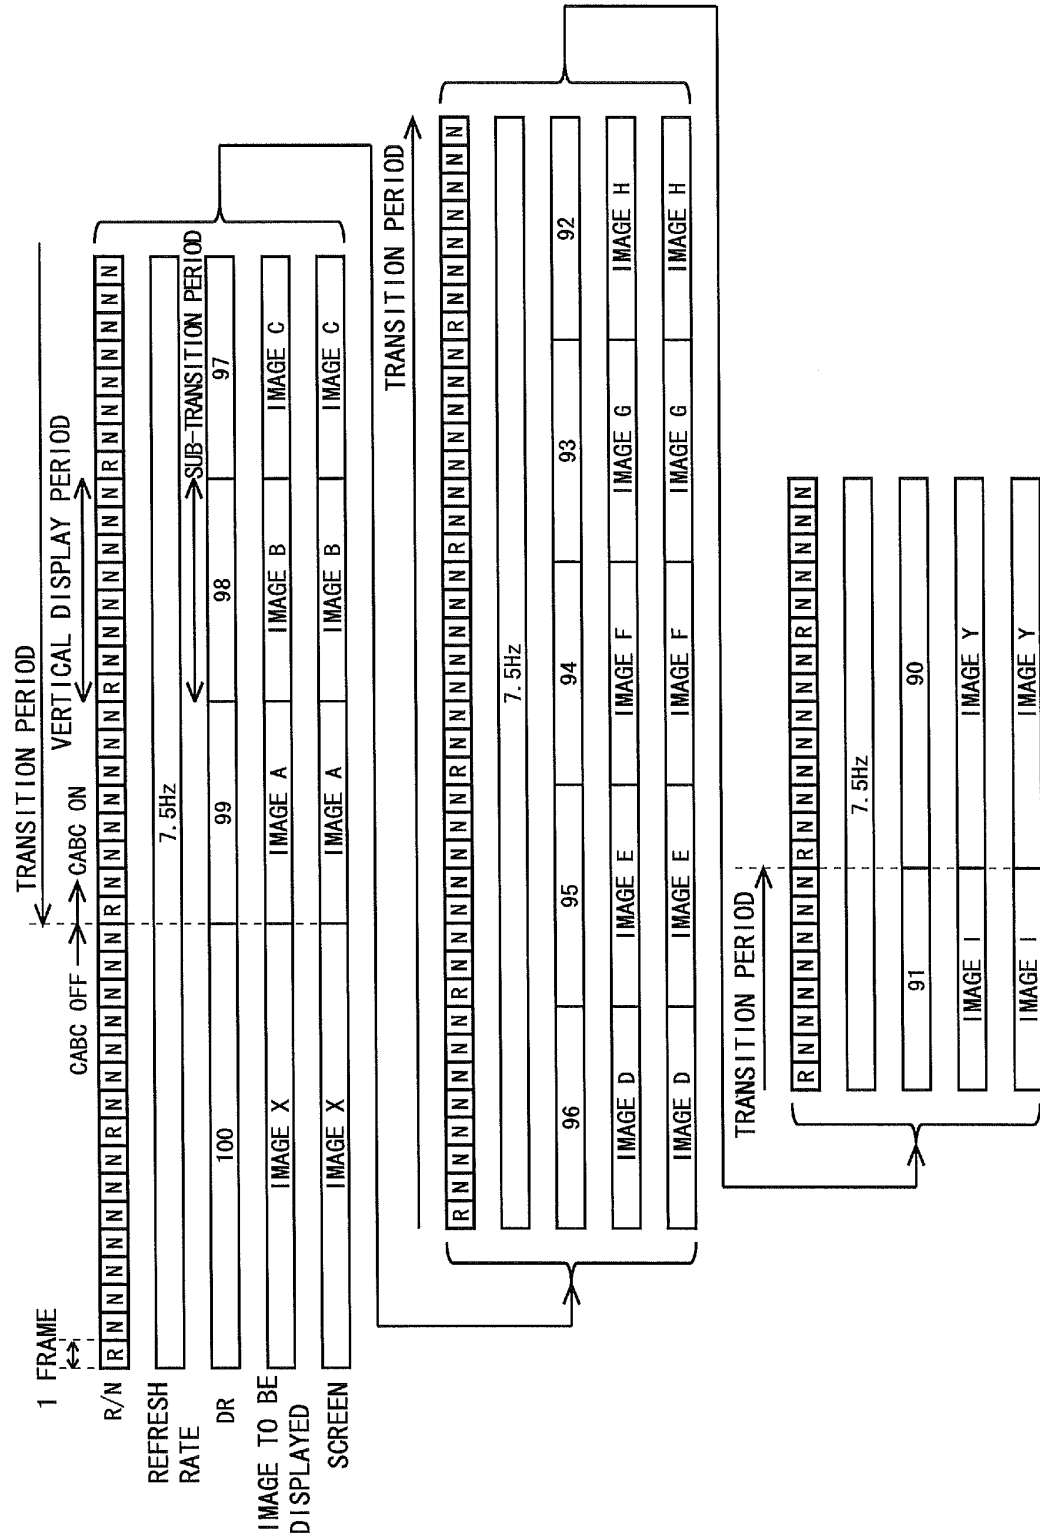 TRANSITION PERIOD
1 FRAME
CABC OFF
CABC ON
VERTICAL DISPLAY PERIOD
R/N
R N N N N N N N R N N N N N N N R N N N N N N N R N N N N N N N R N N N N N N N
REFRESH
RATE
7.5Hz
SUB-TRANSITION PERIOD
DR
100
99
98
97
IMAGE TO BE
DISPLAYED
IMAGE X
IMAGE A
IMAGE B
IMAGE C
SCREEN
IMAGE X
IMAGE A
IMAGE B
IMAGE C
TRANSITION PERIOD
R N N N N N N N R N N N N N N N R N N N N N N N R N N N N N N N R N N N N N N N
7.5Hz
96
95
94
93
92
IMAGE D
IMAGE E
IMAGE F
IMAGE G
IMAGE H
IMAGE D
IMAGE E
IMAGE F
IMAGE G
IMAGE H
TRANSITION PERIOD
R N N N N N N N R N N N N N N N R N N N N N
7.5Hz
91
90
IMAGE I
IMAGE Y
IMAGE I
IMAGE Y